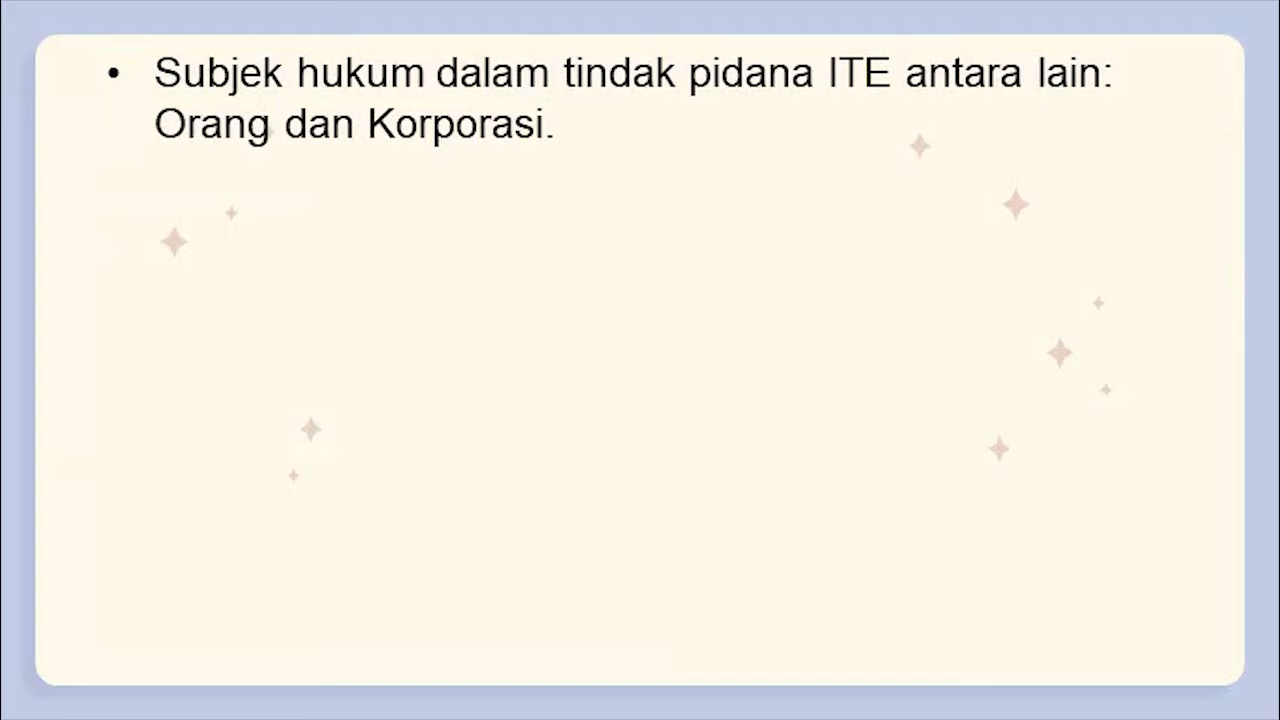 • Subjek hukum dalam tindak pidana ITE antara lain:
Orang dan Korporasi.